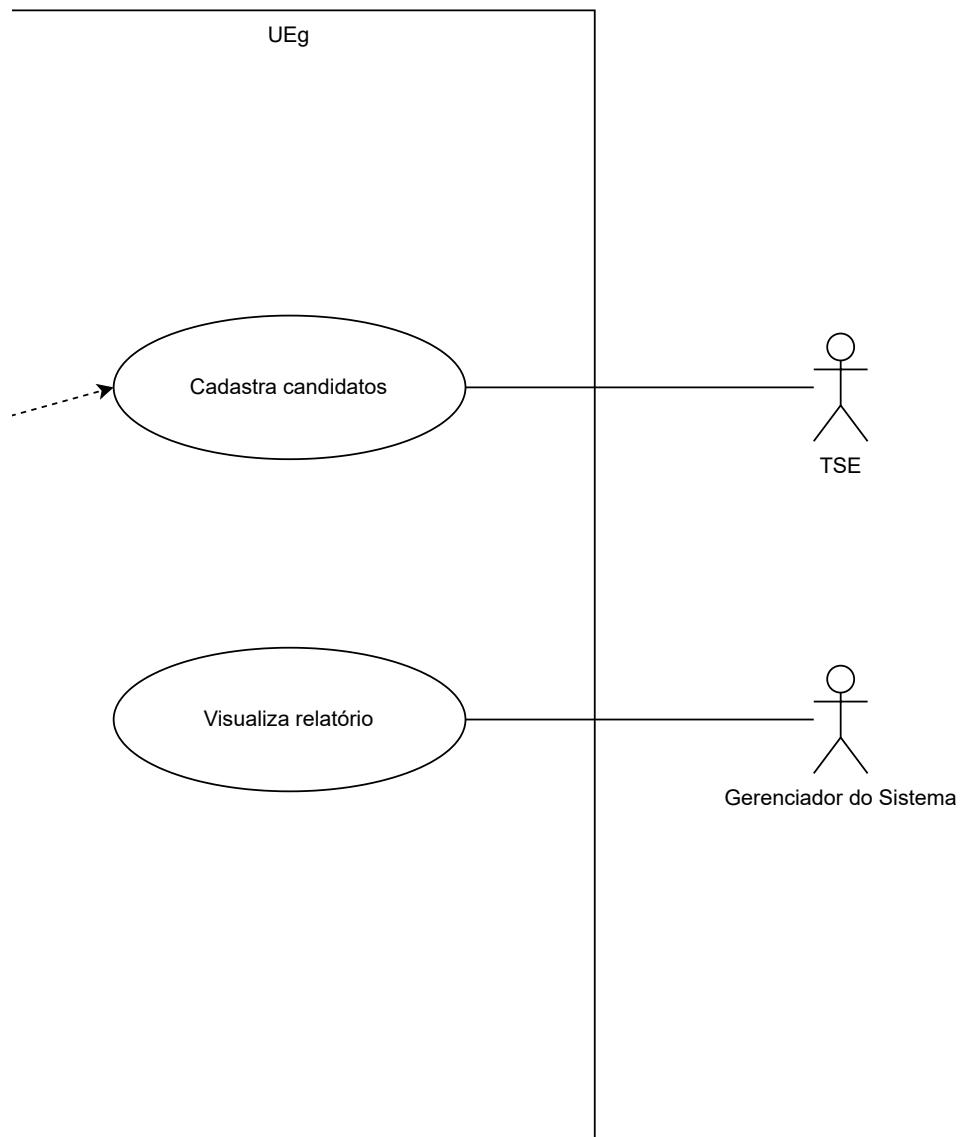 UEg
Cadastra candidatos
TSE
Visualiza relatório
Gerenciador do Sistema